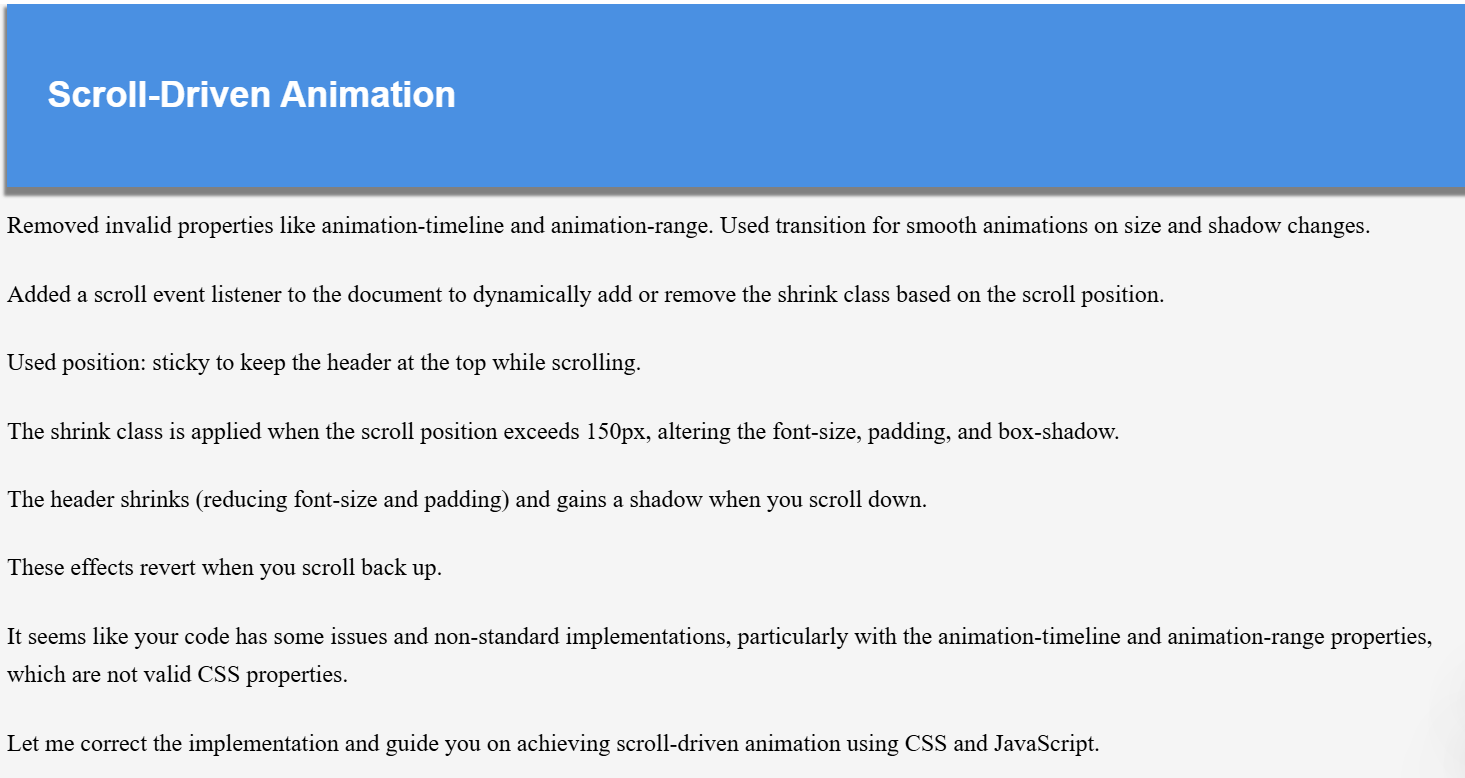 Scroll-Driven Animation
Removed invalid properties like animation-timeline and animation-range. Used transition for smooth animations on size and shadow changes.
Added a scroll event listener to the document to dynamically add or remove the shrink class based on the scroll position.
Used position: sticky to keep the header at the top while scrolling.
The shrink class is applied when the scroll position exceeds 150px, altering the font-size, padding, and box-shadow.
The header shrinks (reducing font-size and padding) and gains a shadow when you scroll down.
These effects revert when you scroll back up.
It seems like your code has some issues and non-standard implementations, particularly with the animation-timeline and animation-range properties,
which are not valid CSS properties.
Let me correct the implementation and guide you on achieving scroll-driven animation using CSS and JavaScript.